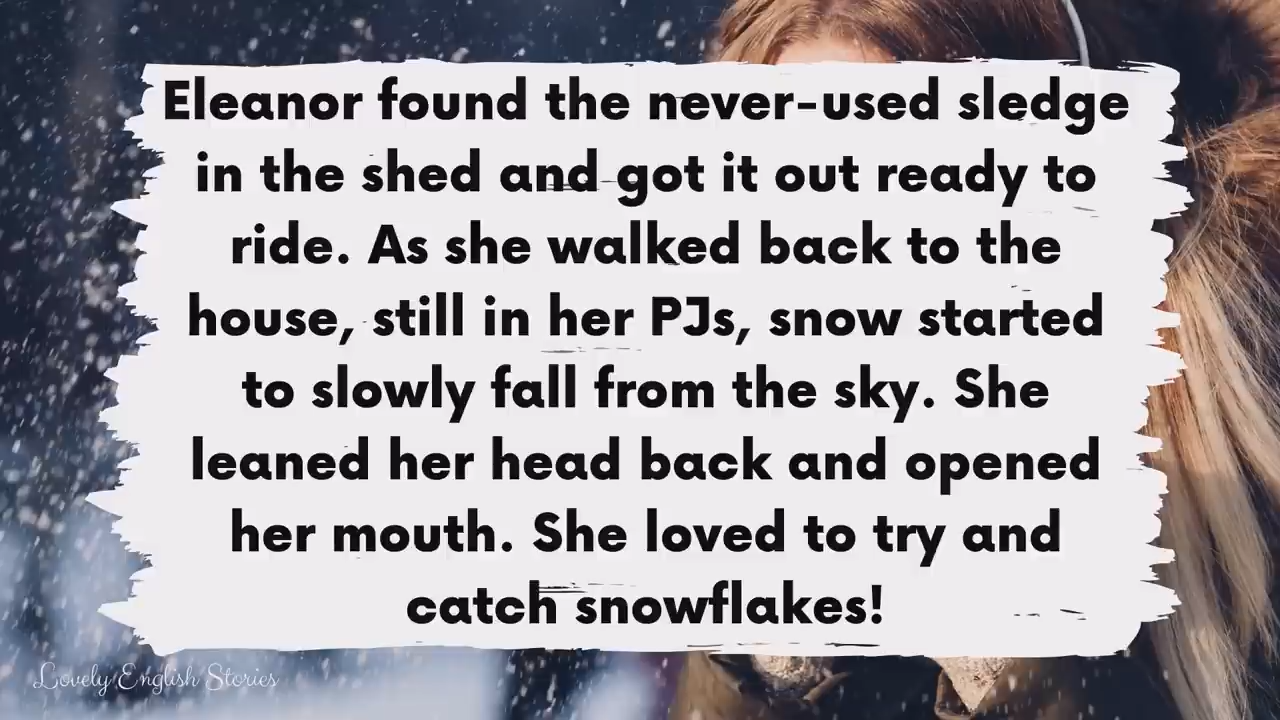 Eleanor found the never-used sledge
in the shed and got it out ready to
ride. As she walked back to the
house, still in her PJs, snow started
to slowly fall from the sky. She
leaned her head back and opened
her mouth. She loved to try and
catch snowflakes!
Lovely English Stories